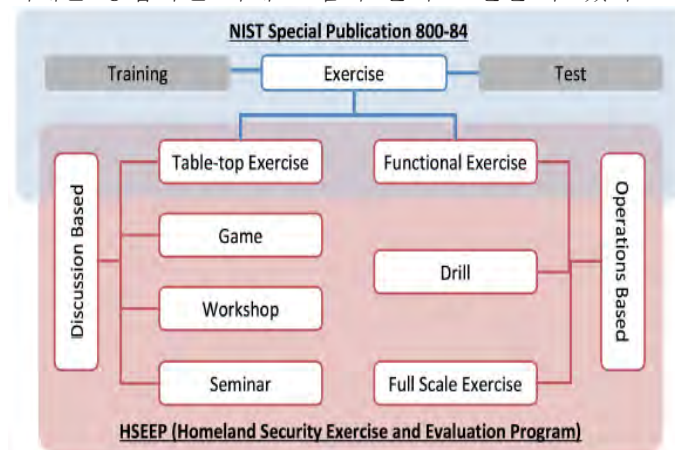 NIST Special Publication 800-84
Training
Exercise
Test
Table-top Exercise
Functional Exercise
Discussion Based
Operations Based
Game
Drill
Workshop
Seminar
Full Scale Exercise
HSEEP (Homeland Security Exercise and Evaluation Program)